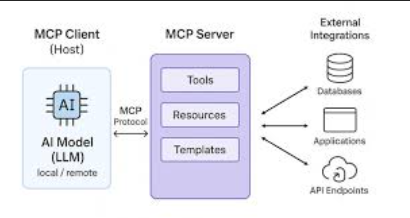 MCP Client
(Host)
AI
AI Model
(LLM)
local / remote
MCP
Protocol
MCP Server
Tools
Resources
Templates
External
Integrations
Databases
Applications
API Endpoints